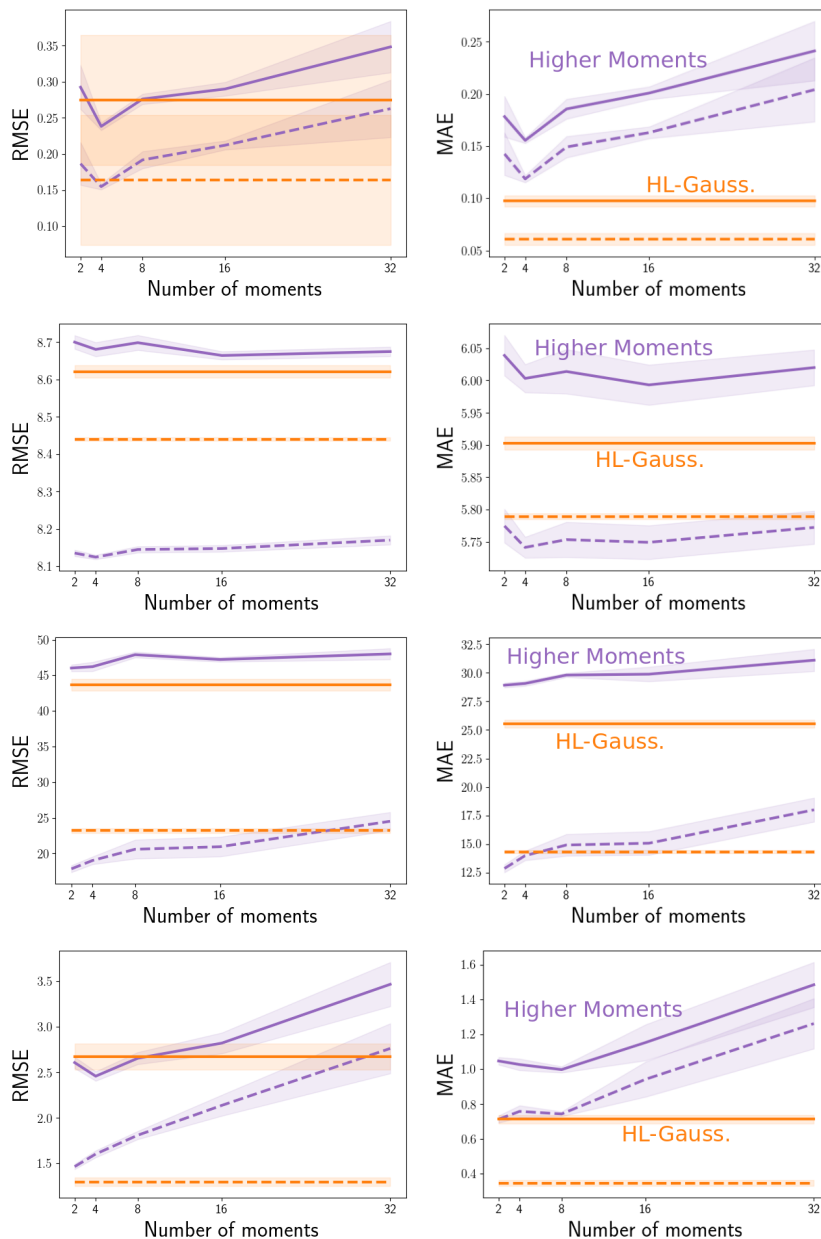 RMSE
0.35
0.30
0.25
0.20
0.15
0.10
2 4 8 16 32
Number of moments
MAE
0.25
0.20
0.15
0.10
0.05
Higher Moments
HL-Gauss.
2 4 8 16 32
Number of moments
RMSE
8.7
8.6
8.5
8.4
8.3
8.2
8.1
2 4 8 16 32
Number of moments
MAE
6.05
6.00
5.95
5.90
5.85
5.80
5.75
Higher Moments
HL-Gauss.
2 4 8 16 32
Number of moments
RMSE
50
45
40
35
30
25
20
2 4 8 16 32
Number of moments
MAE
32.5
30.0
27.5
25.0
22.5
20.0
17.5
15.0
12.5
Higher Moments
HL-Gauss.
2 4 8 16 32
Number of moments
RMSE
3.5
3.0
2.5
2.0
1.5
2 4 8 16 32
Number of moments
MAE
1.6
1.4
1.2
1.0
0.8
0.6
0.4
Higher Moments
HL-Gauss.
2 4 8 16 32
Number of moments